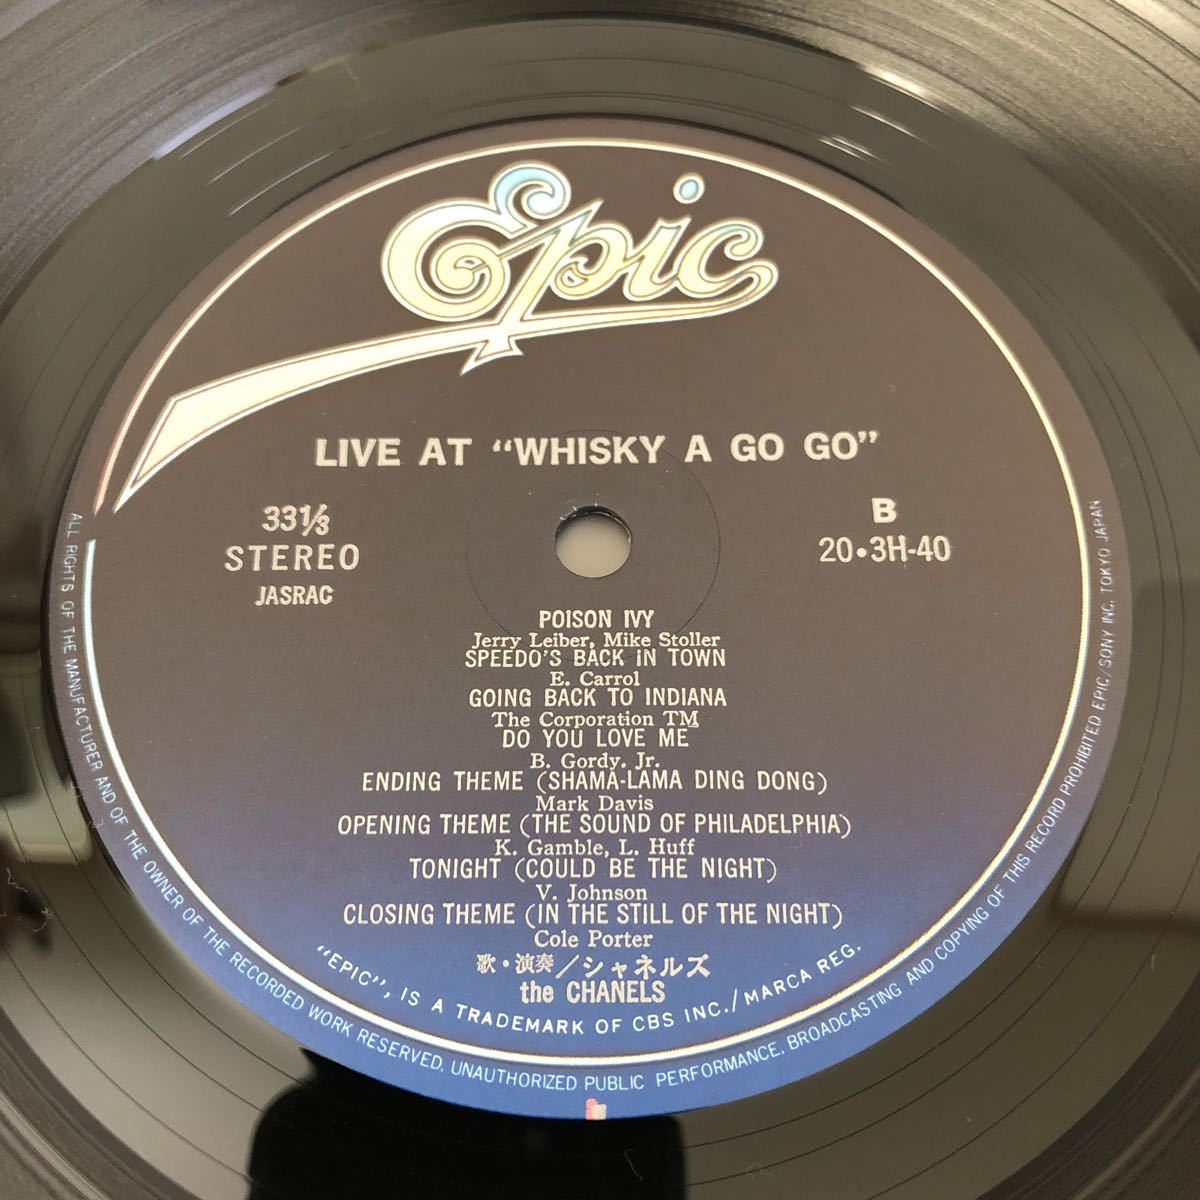 Epic
LIVE AT “WHISKY A GO GO”
33⅓
STEREO
JASRAC
B
20•3H-40
POISON IVY
Jerry Leiber, Mike Stoller
SPEEDO'S BACK IN TOWN
E. Carrol
GOING BACK TO INDIANA
The Corporation TM
DO YOU LOVE ME
B. Gordy. Jr.
ENDING THEME (SHAMA-LAMA DING DONG)
Mark Davis
OPENING THEME (THE SOUND OF PHILADELPHIA)
K. Gamble, L. Huff
TONIGHT (COULD BE THE NIGHT)
V. Johnson
CLOSING THEME (IN THE STILL OF THE NIGHT)
Cole Porter
歌・演奏／シャネルズ
the CHANELS
“EPIC”, IS A TRADEMARK OF CBS INC./MARCA REG.
ALL RIGHTS OF THE MANUFACTURER AND OF THE OWNER OF THE RECORDED WORK RESERVED. UNAUTHORIZED PUBLIC PERFORMANCE. BROADCASTING AND COPYING OF THIS RECORD PROHIBITED EPIC/SONY INC. TOKYO JAPAN